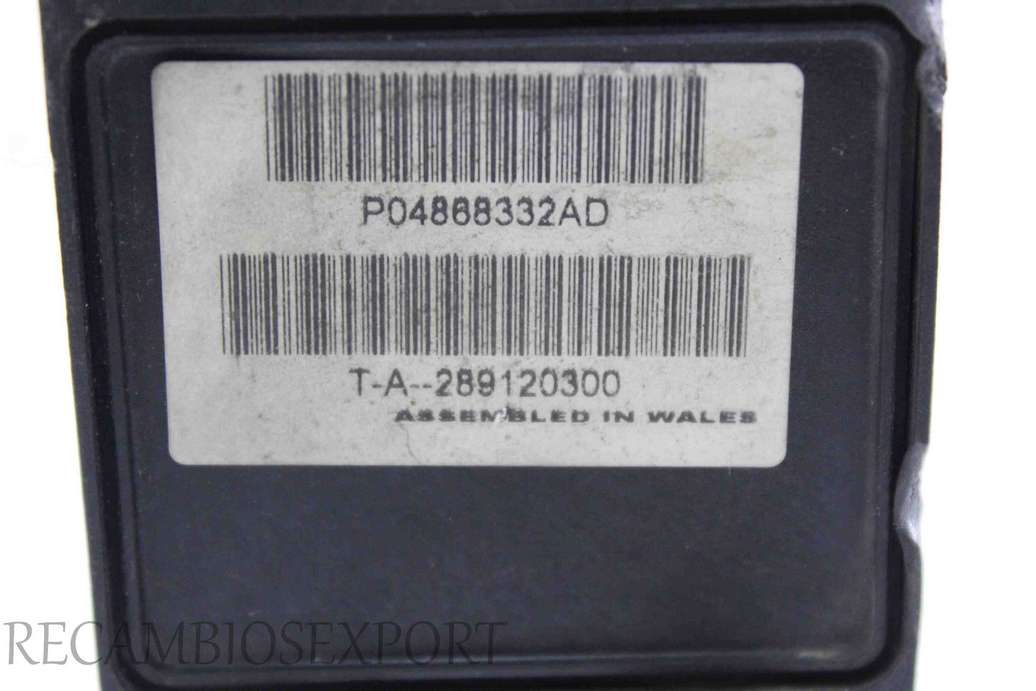 P04868332AD
T-A--289120300
ASSEMBLED IN WALES
RECAMBIOSEXPORT